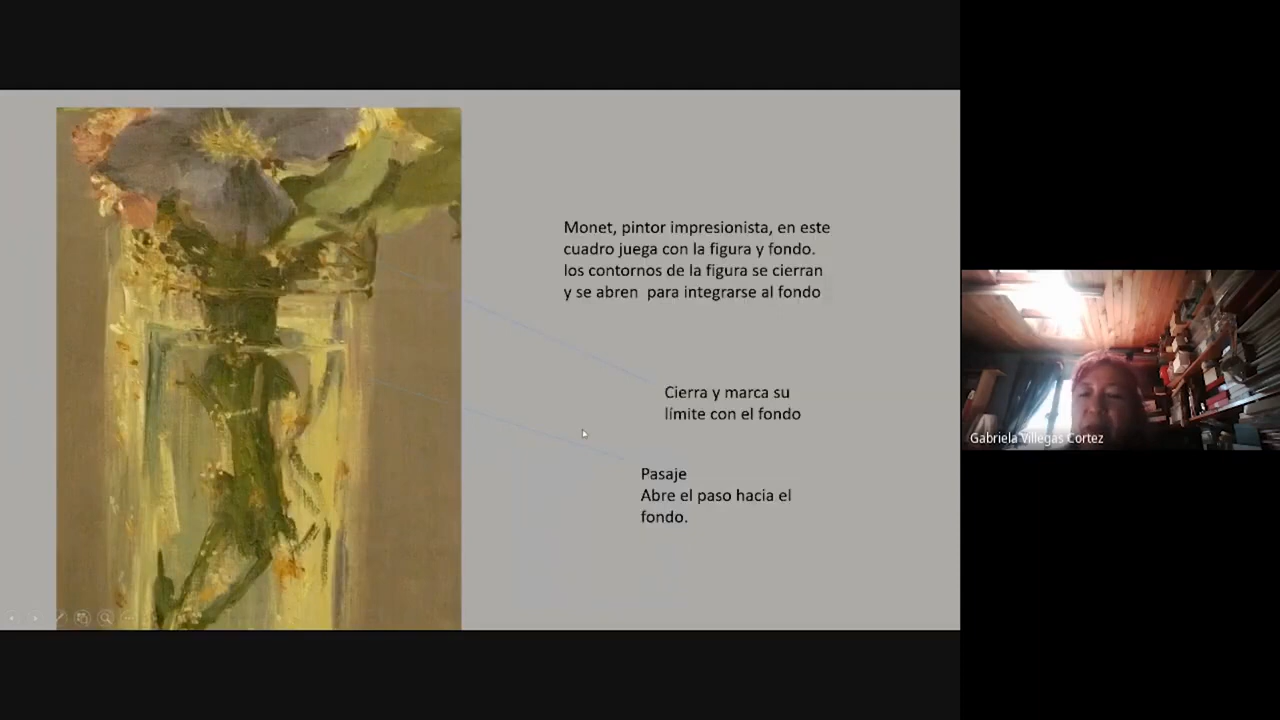 Monet, pintor impresionista, en este
cuadro juega con la figura y fondo.
los contornos de la figura se cierran
y se abren para integrarse al fondo
Cierra y marca su
límite con el fondo
Pasaje
Abre el paso hacia el
fondo.
Gabriela Villegas Cortez